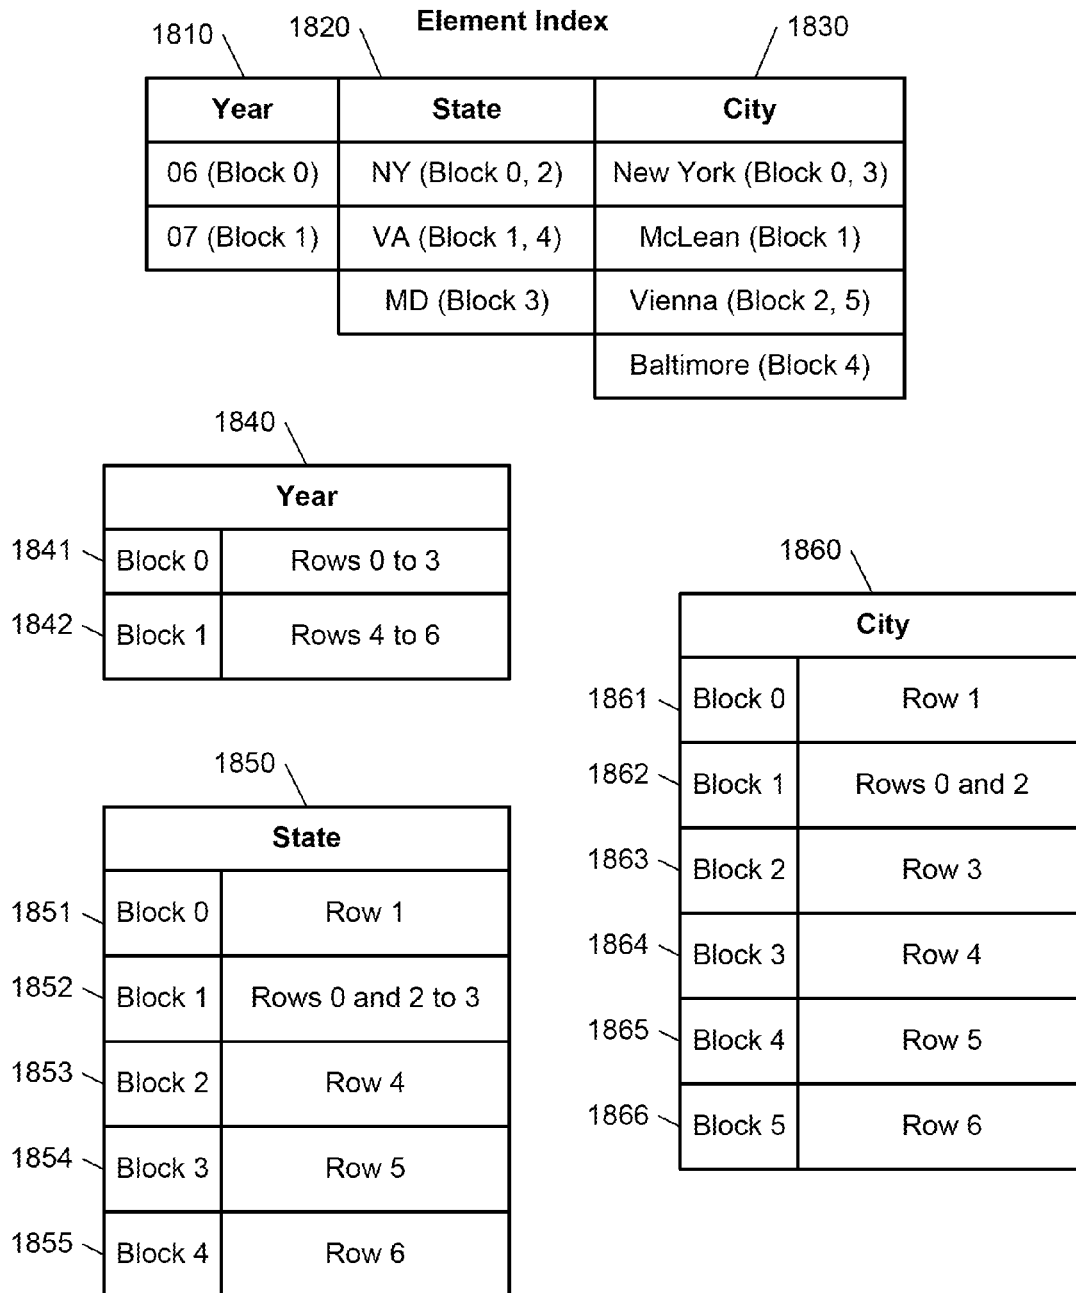 Element Index
1810 1820 1830
Year State City
06 (Block 0) NY (Block 0, 2) New York (Block 0, 3)
07 (Block 1) VA (Block 1, 4) McLean (Block 1)
MD (Block 3) Vienna (Block 2, 5)
Baltimore (Block 4)
1840
Year
1841 Block 0 Rows 0 to 3
1842 Block 1 Rows 4 to 6
1850
State
1851 Block 0 Row 1
1852 Block 1 Rows 0 and 2 to 3
1853 Block 2 Row 4
1854 Block 3 Row 5
1855 Block 4 Row 6
1860
City
1861 Block 0 Row 1
1862 Block 1 Rows 0 and 2
1863 Block 2 Row 3
1864 Block 3 Row 4
1865 Block 4 Row 5
1866 Block 5 Row 6